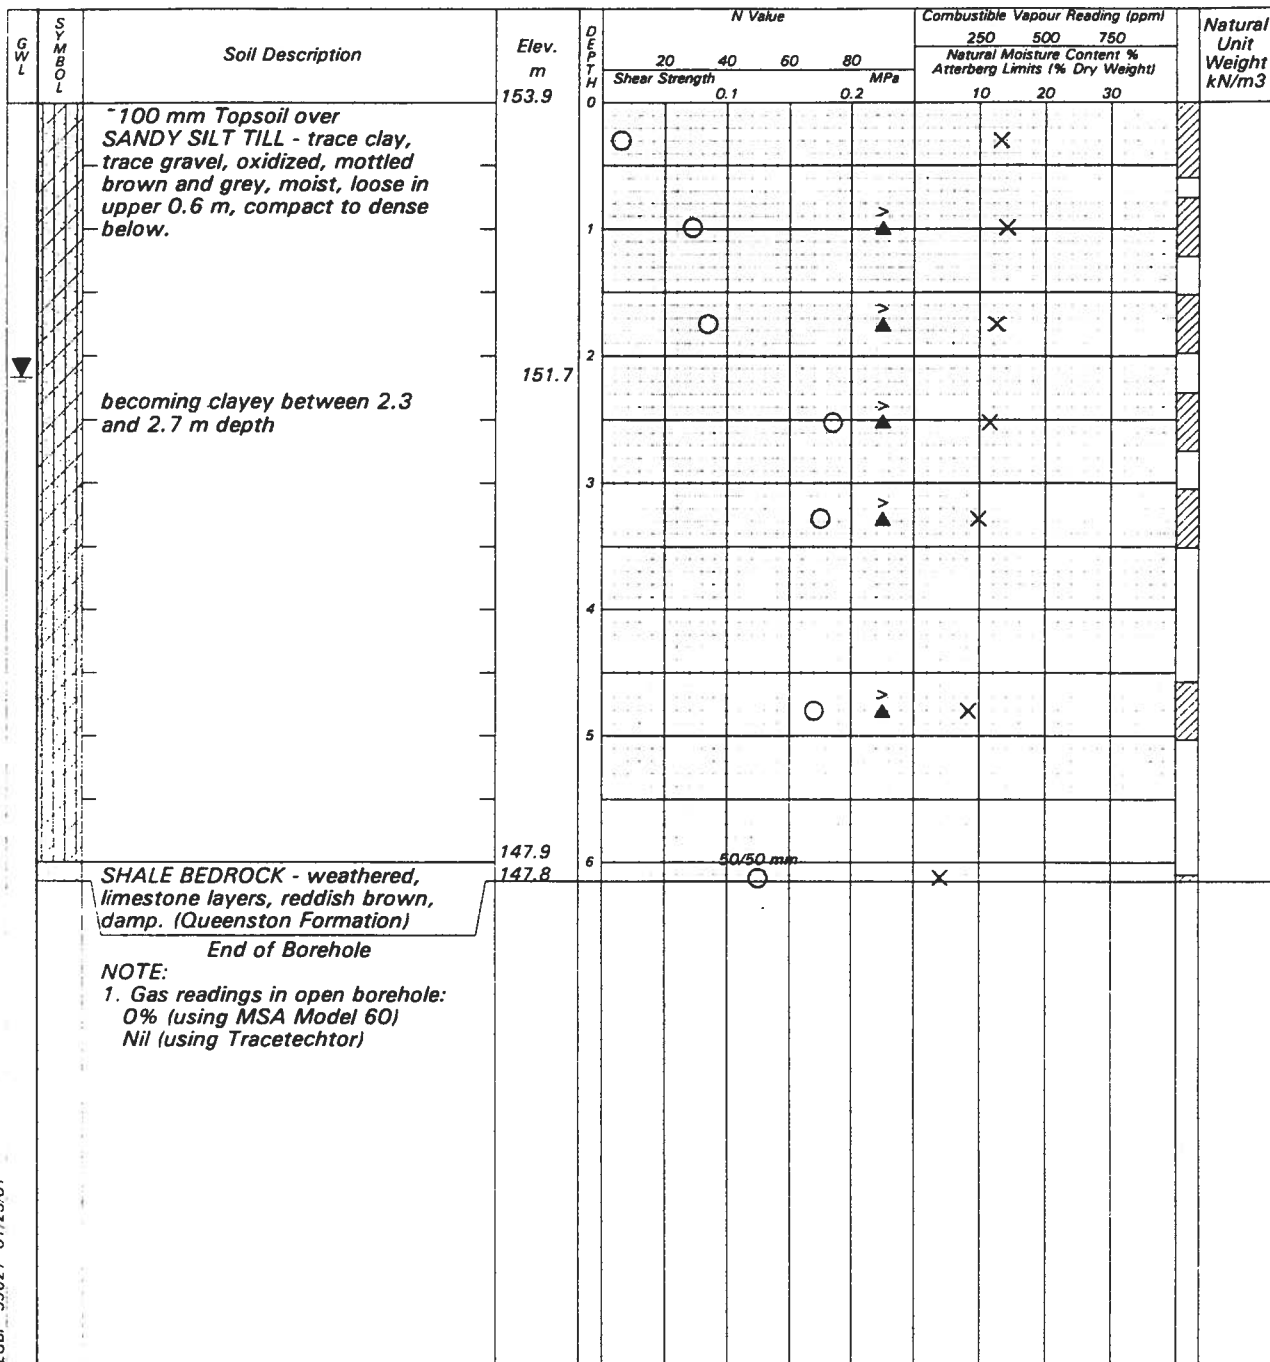 GWL
SYMBOL
Soil Description
Elev.
m
DEPTH
N Value
20 40 60 80
Shear Strength MPa
0.1 0.2
Combustible Vapour Reading (ppm)
250 500 750
Natural Moisture Content %
Atterberg Limits (% Dry Weight)
10 20 30
Natural
Unit
Weight
kN/m3
153.9
0
~100 mm Topsoil over
SANDY SILT TILL - trace clay,
trace gravel, oxidized, mottled
brown and grey, moist, loose in
upper 0.6 m, compact to dense
below.
1
2
151.7
becoming clayey between 2.3
and 2.7 m depth
3
4
5
147.9
6
50/50 mm
147.8
SHALE BEDROCK - weathered,
limestone layers, reddish brown,
damp. (Queenston Formation)
End of Borehole
NOTE:
1. Gas readings in open borehole:
0% (using MSA Model 60)
Nil (using Tracetechtor)